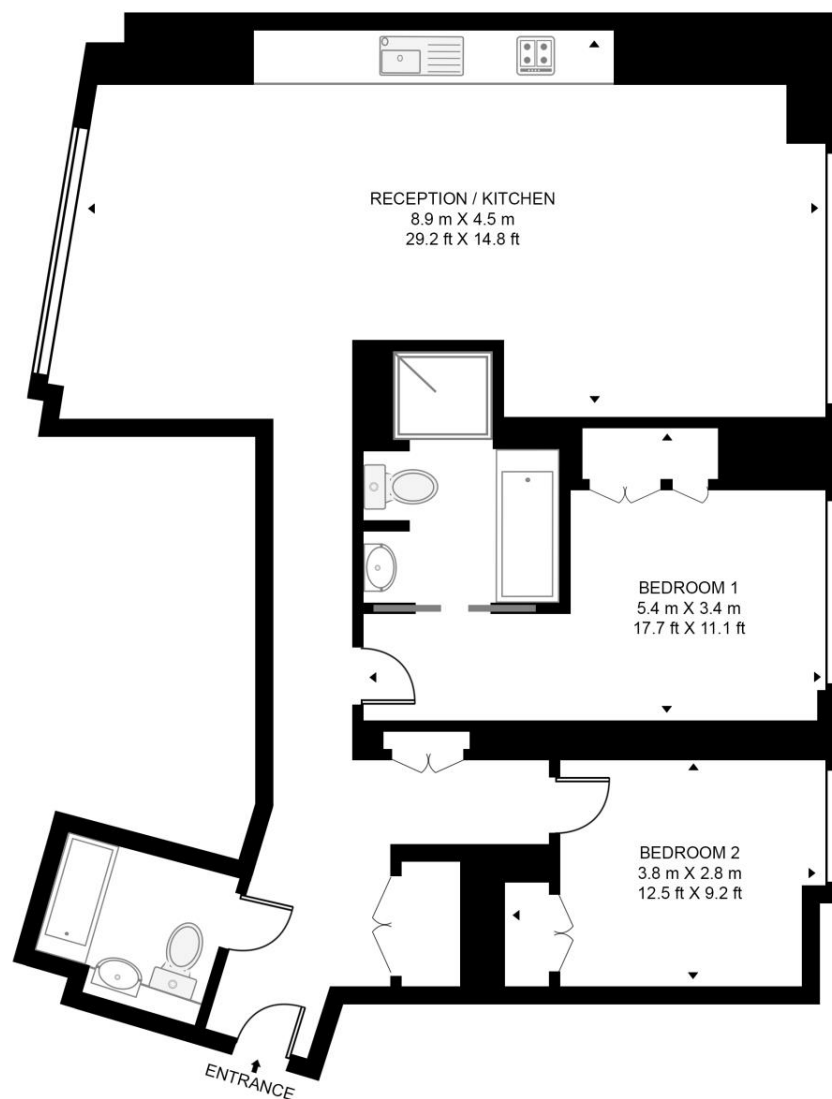 RECEPTION / KITCHEN
8.9 m X 4.5 m
29.2 ft X 14.8 ft
BEDROOM 1
5.4 m X 3.4 m
17.7 ft X 11.1 ft
BEDROOM 2
3.8 m X 2.8 m
12.5 ft X 9.2 ft
ENTRANCE